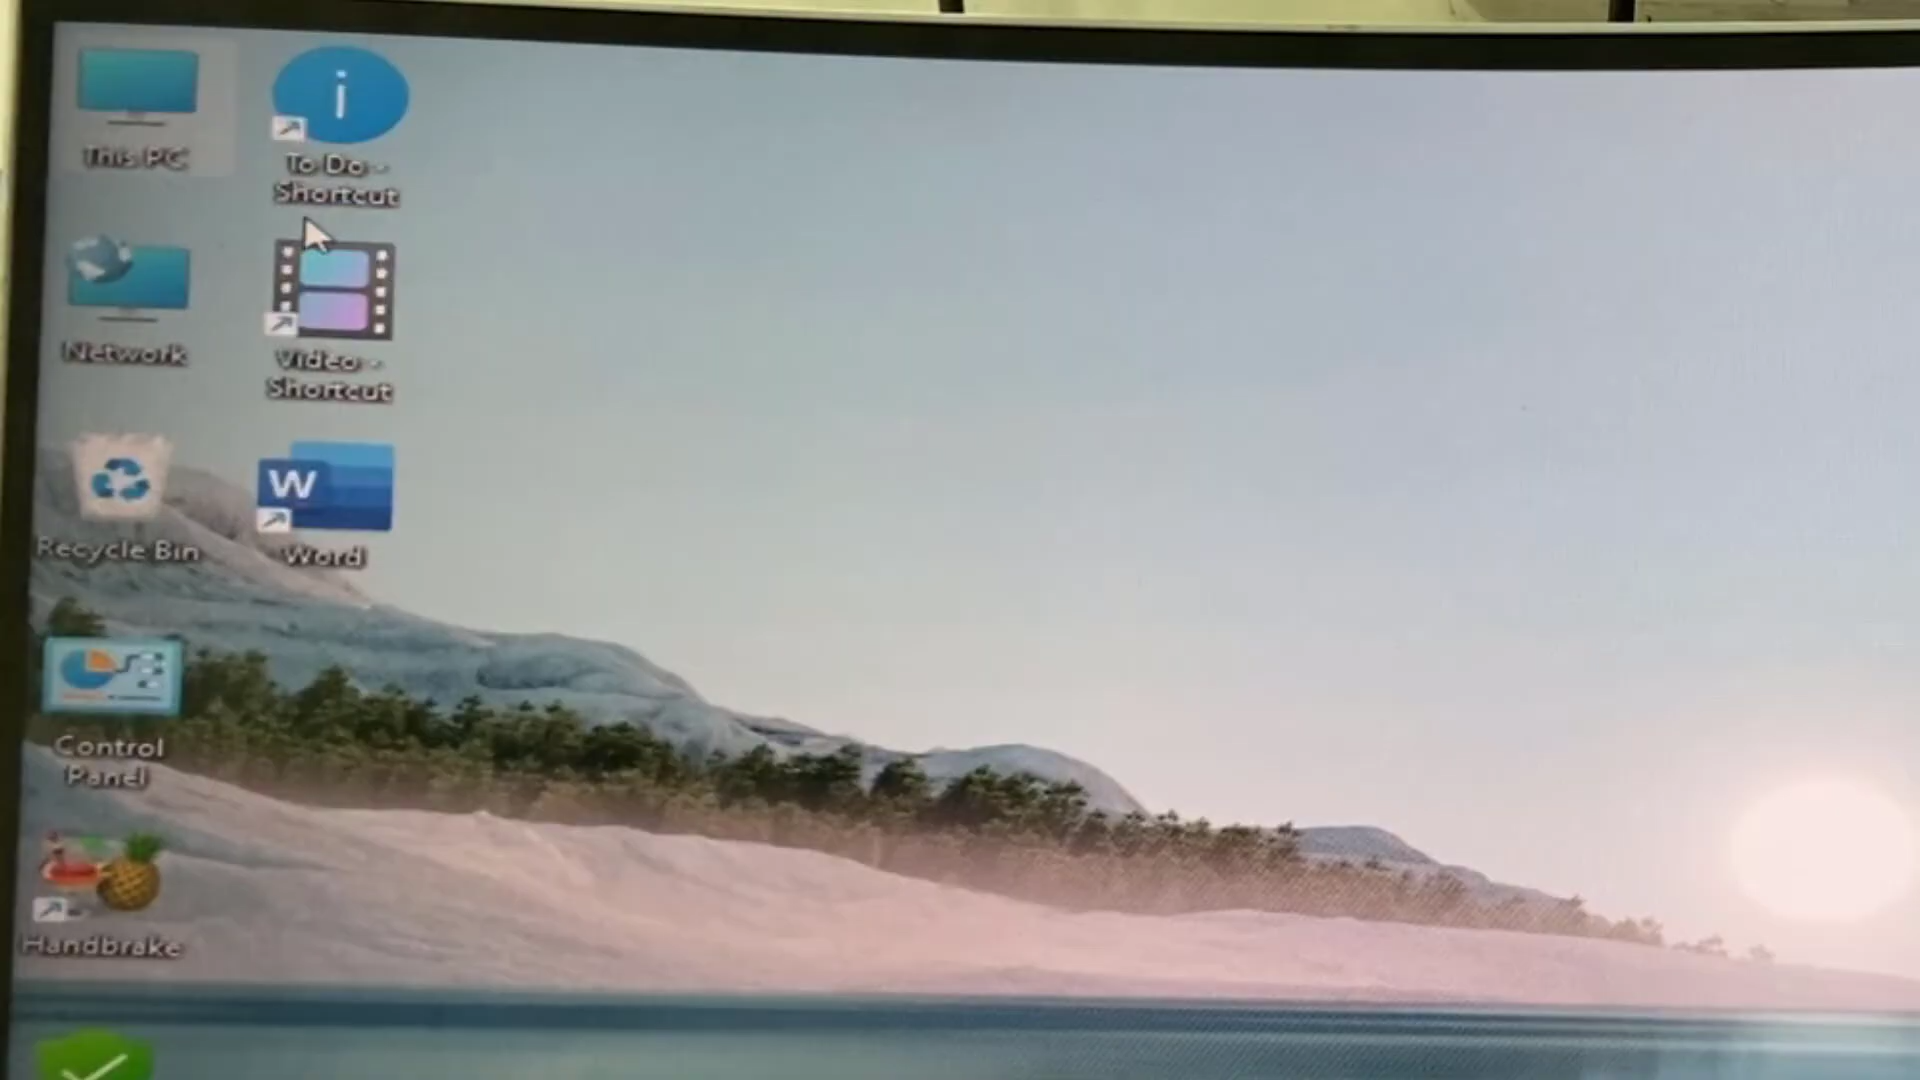 This PC
i
To Do -
Shortcut
Network
Video -
Shortcut
Recycle Bin
W
Word
Control
Panel
Handbrake